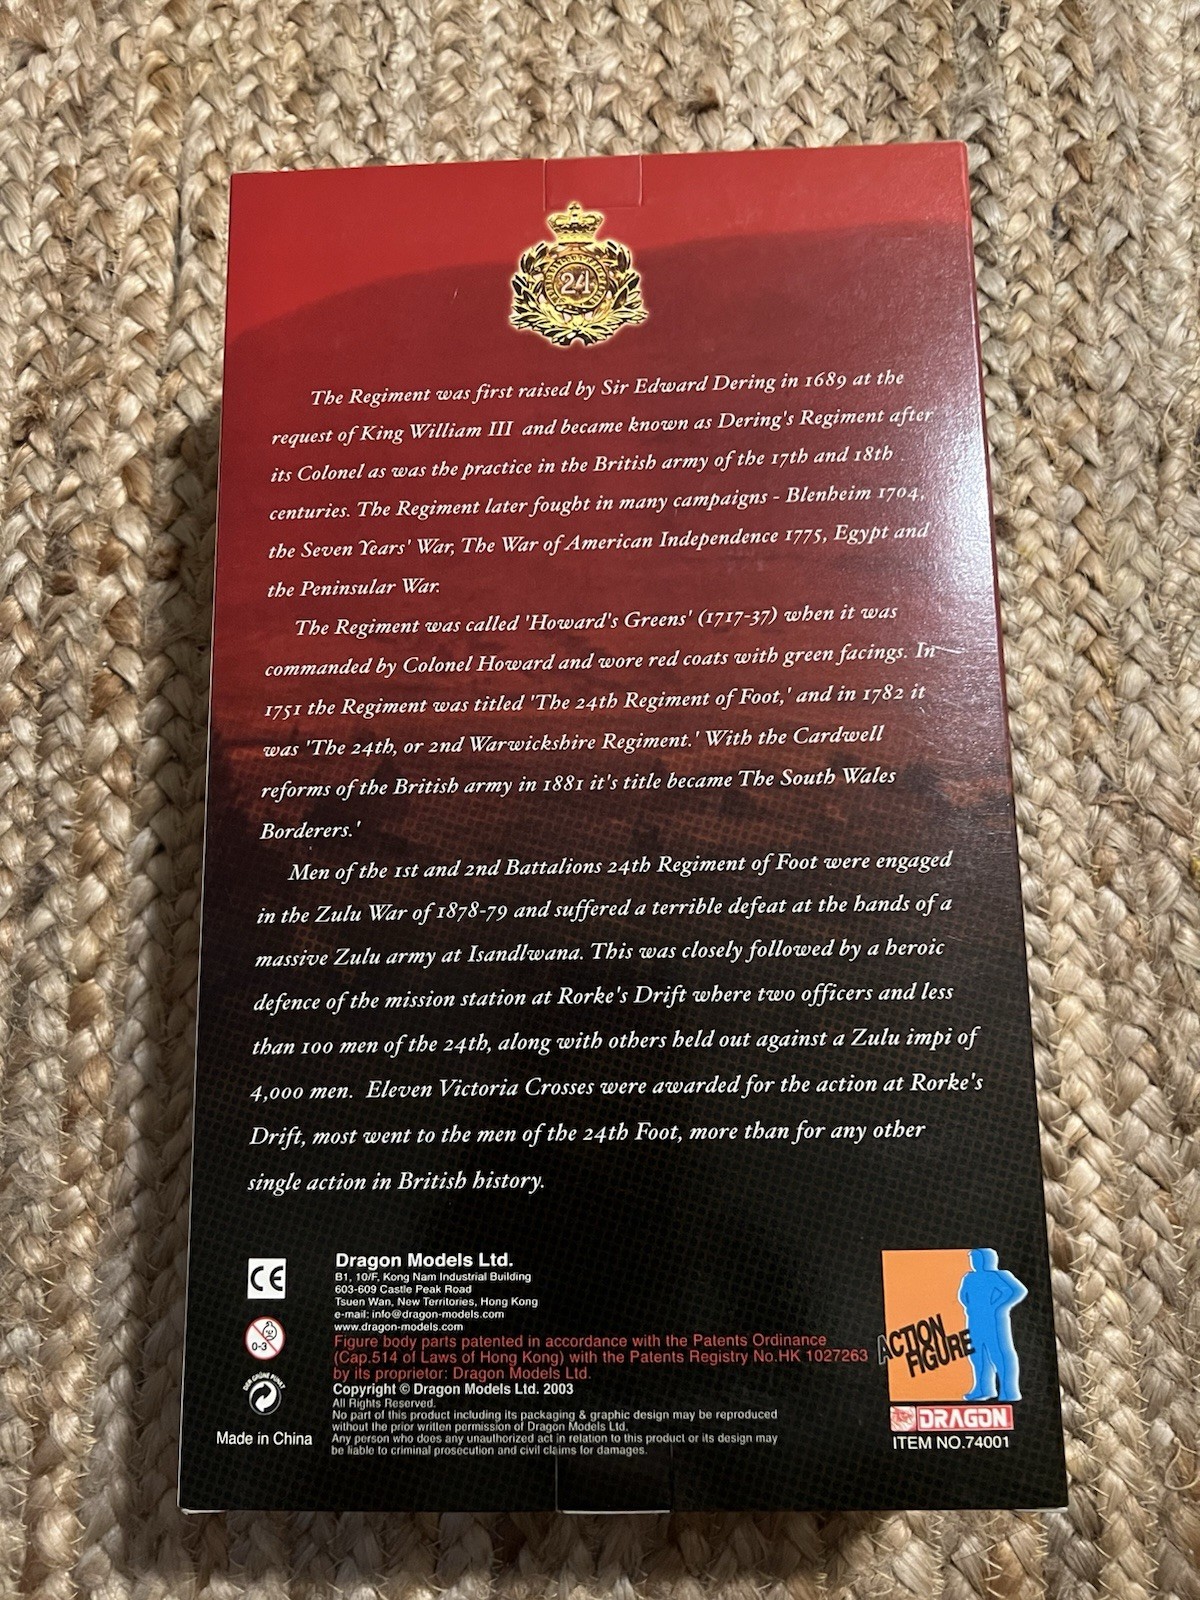 24
The Regiment was first raised by Sir Edward Dering in 1689 at the
request of King William III and became known as Dering's Regiment after
its Colonel as was the practice in the British army of the 17th and 18th
centuries. The Regiment later fought in many campaigns - Blenheim 1704,
the Seven Years' War, The War of American Independence 1775, Egypt and
the Peninsular War.
The Regiment was called 'Howard's Greens' (1717-37) when it was
commanded by Colonel Howard and wore red coats with green facings. In
1751 the Regiment was titled 'The 24th Regiment of Foot,' and in 1782 it
was 'The 24th, or 2nd Warwickshire Regiment.' With the Cardwell
reforms of the British army in 1881 it's title became The South Wales
Borderers.'
Men of the 1st and 2nd Battalions 24th Regiment of Foot were engaged
in the Zulu War of 1878-79 and suffered a terrible defeat at the hands of a
massive Zulu army at Isandlwana. This was closely followed by a heroic
defence of the mission station at Rorke's Drift where two officers and less
than 100 men of the 24th, along with others held out against a Zulu impi of
4,000 men. Eleven Victoria Crosses were awarded for the action at Rorke's
Drift, most went to the men of the 24th Foot, more than for any other
single action in British history.
CE
0-3
DER GRÜNE PUNKT
Made in China
Dragon Models Ltd.
B1, 10/F, Kong Nam Industrial Building
603-609 Castle Peak Road
Tsuen Wan, New Territories, Hong Kong
e-mail: info@dragon-models.com
www.dragon-models.com
Figure body parts patented in accordance with the Patents Ordinance
(Cap.514 of Laws of Hong Kong) with the Patents Registry No.HK 1027263
by its proprietor: Dragon Models Ltd.
Copyright © Dragon Models Ltd. 2003
All Rights Reserved.
No part of this product including its packaging & graphic design may be reproduced
without the prior written permission of Dragon Models Ltd.
Any person who does any unauthorized act in relation to this product or its design may
be liable to criminal prosecution and civil claims for damages.
ACTION
FIGURE
DRAGON
ITEM NO.74001